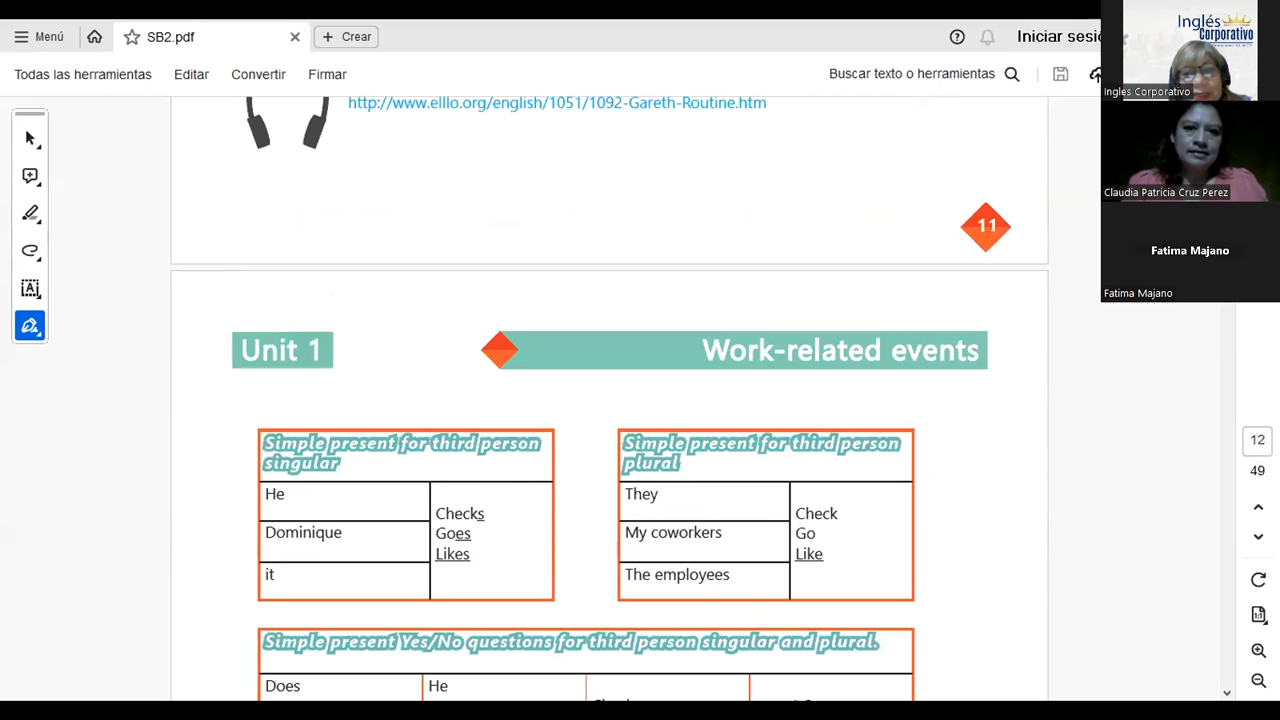 Menú
SB2.pdf
Crear
Iniciar sesió
Todas las herramientas
Editar
Convertir
Firmar
Buscar texto o herramientas
http://www.elllo.org/english/1051/1092-Gareth-Routine.htm
11
Unit 1
Work-related events
Simple present for third person
singular
He
Dominique
it
Checks
Goes
Likes
Simple present for third person
plural
They
My coworkers
The employees
Check
Go
Like
Simple present Yes/No questions for third person singular and plural.
Does
He
12
49
Inglés
Corporativo
Ingles Corporativo
Claudia Patricia Cruz Perez
Fatima Majano
Fatima Majano